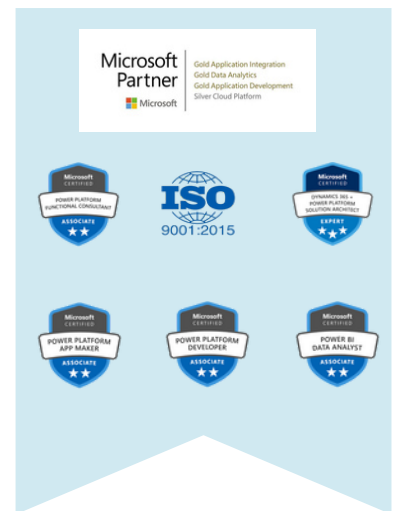 Microsoft
Partner
Microsoft
Gold Application Integration
Gold Data Analytics
Gold Application Development
Silver Cloud Platform
Microsoft
CERTIFIED
POWER PLATFORM
FUNCTIONAL CONSULTANT
ASSOCIATE
ISO
9001:2015
Microsoft
CERTIFIED
DYNAMICS 365 +
POWER PLATFORM
SOLUTION ARCHITECT
EXPERT
Microsoft
CERTIFIED
POWER PLATFORM
APP MAKER
ASSOCIATE
Microsoft
CERTIFIED
POWER PLATFORM
DEVELOPER
ASSOCIATE
Microsoft
CERTIFIED
POWER BI
DATA ANALYST
ASSOCIATE